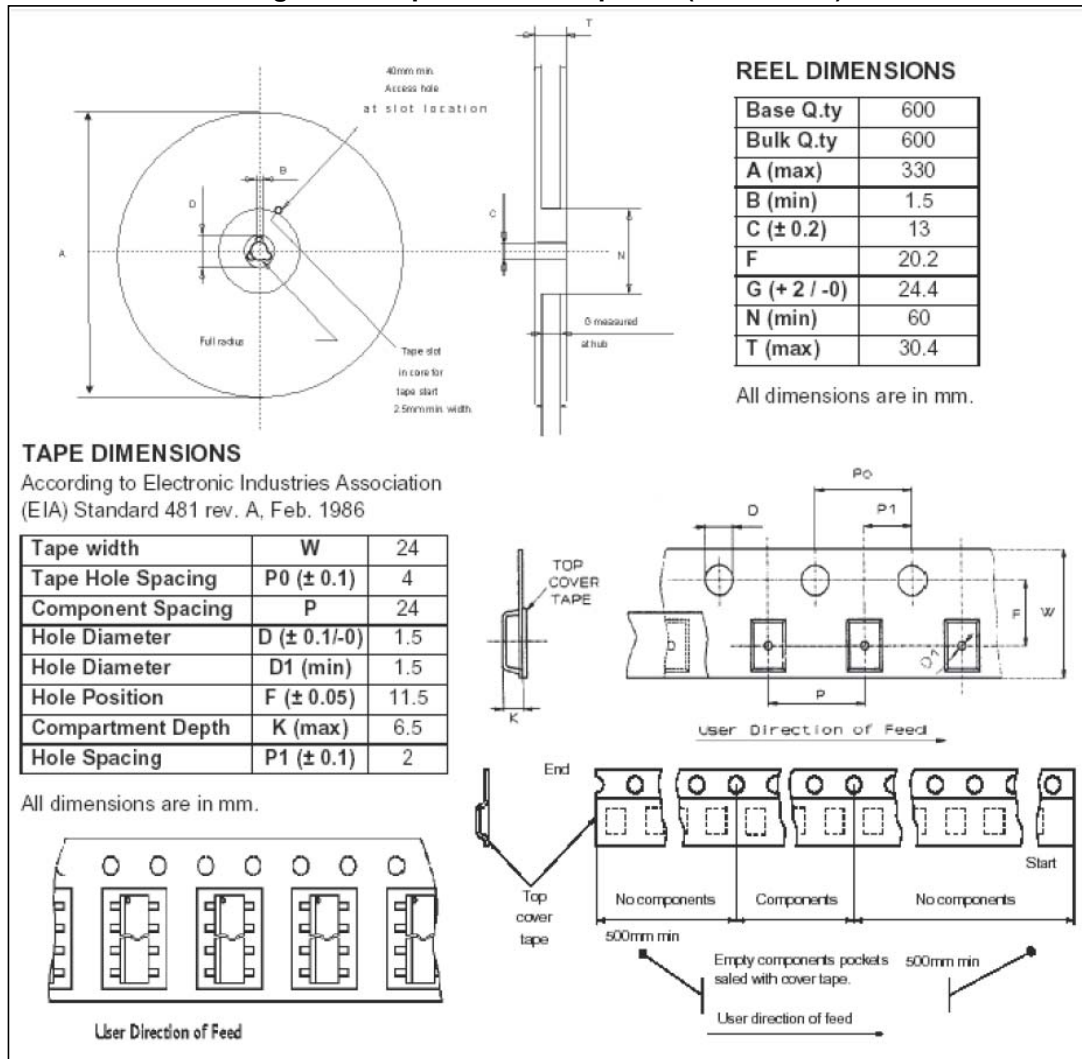 T
40mm min.
Access hole
at slot location
B
D
C
A
N
Full radius
G measured
at hub
Tape slot
in core for
tape start
2.5mm min. width.
REEL DIMENSIONS
Base Q.ty 600
Bulk Q.ty 600
A (max) 330
B (min) 1.5
C (± 0.2) 13
F 20.2
G (+ 2 / -0) 24.4
N (min) 60
T (max) 30.4
All dimensions are in mm.
TAPE DIMENSIONS
According to Electronic Industries Association
(EIA) Standard 481 rev. A, Feb. 1986
Tape width W 24
Tape Hole Spacing P0 (± 0.1) 4
Component Spacing P 24
Hole Diameter D (± 0.1/-0) 1.5
Hole Diameter D1 (min) 1.5
Hole Position F (± 0.05) 11.5
Compartment Depth K (max) 6.5
Hole Spacing P1 (± 0.1) 2
All dimensions are in mm.
P0
D
P1
TOP
COVER
TAPE
F
W
K
P
User Direction of Feed
End
Start
Top
cover
tape
No components
Components
No components
500mm min
Empty components pockets
saled with cover tape.
500mm min
User direction of feed
User Direction of Feed